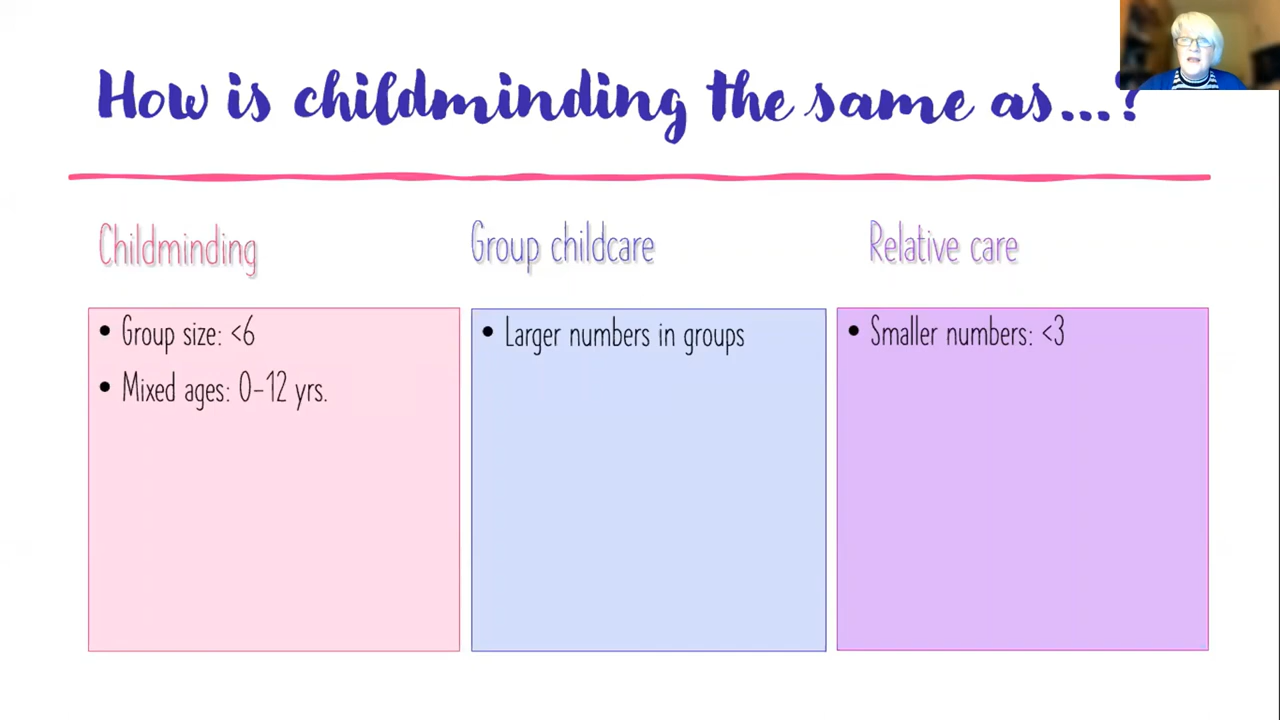 How is childminding the same as...?
Childminding
Group childcare
Relative care
• Group size: <6
• Mixed ages: 0-12 yrs.
• Larger numbers in groups
• Smaller numbers: <3